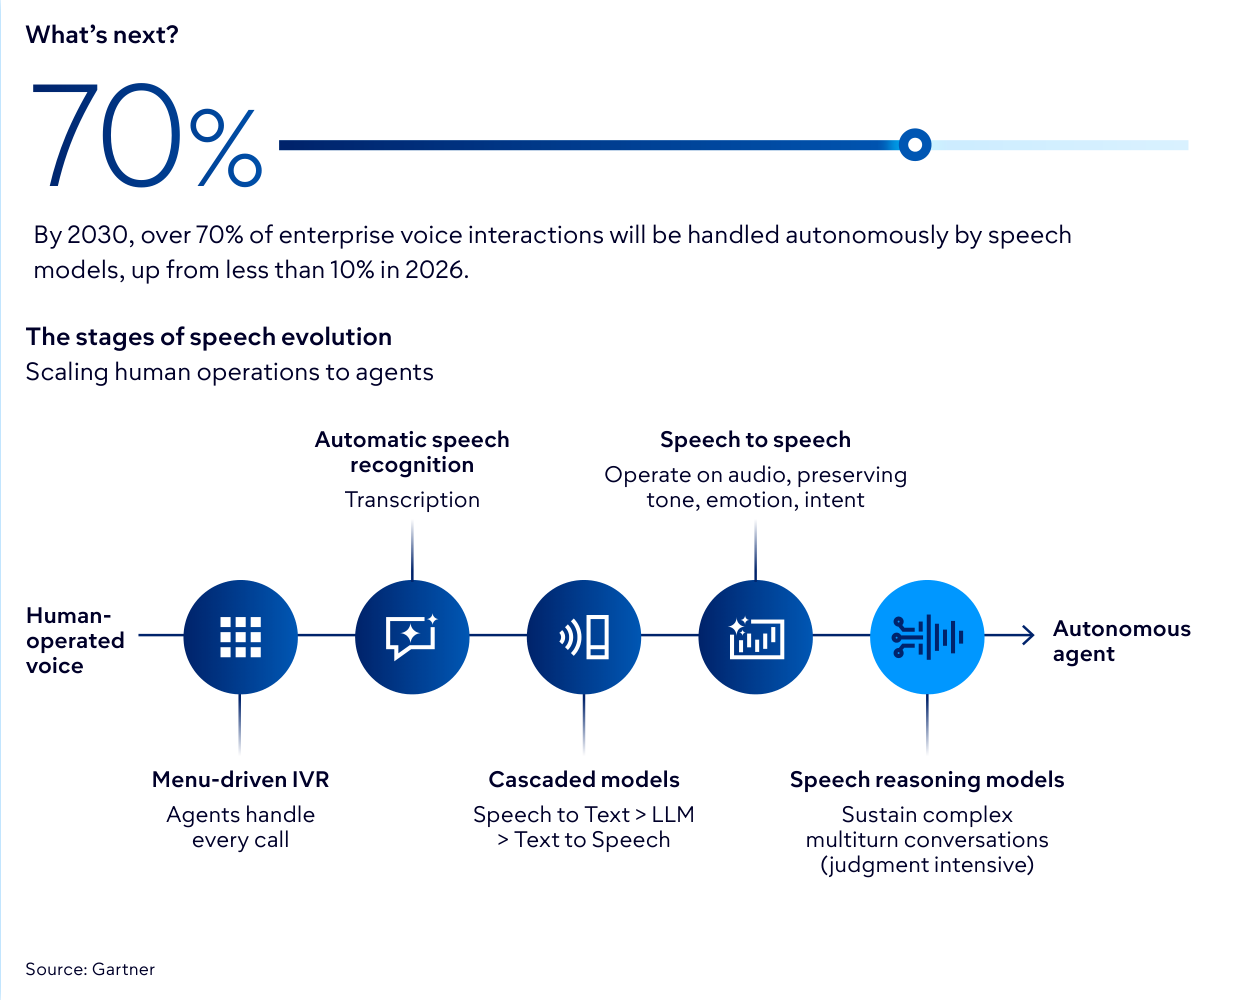 What's next?
70%
By 2030, over 70% of enterprise voice interactions will be handled autonomously by speech
models, up from less than 10% in 2026.
The stages of speech evolution
Scaling human operations to agents
Automatic speech
recognition
Transcription
Speech to speech
Operate on audio, preserving
tone, emotion, intent
Human-
operated
voice
Autonomous
agent
Menu-driven IVR
Agents handle
every call
Cascaded models
Speech to Text > LLM
> Text to Speech
Speech reasoning models
Sustain complex
multiturn conversations
(judgment intensive)
Source: Gartner